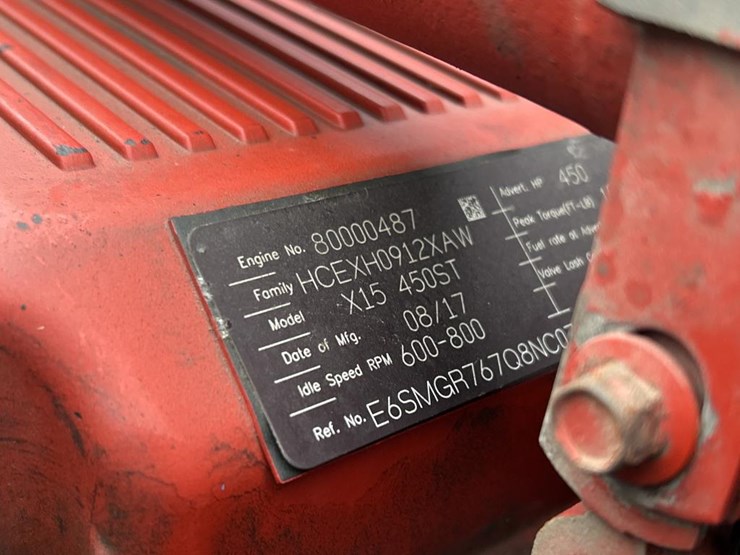 Engine No. 80000487
Family HCEXH0912XAW
Model X15 450ST
Date of Mfg. 08/17
Idle Speed RPM 600-800
Ref. No. E6SMGR767Q8NC0
Advert. HP 450
Peak Torque(FT-LB)
Fuel rate at
Valve Lash